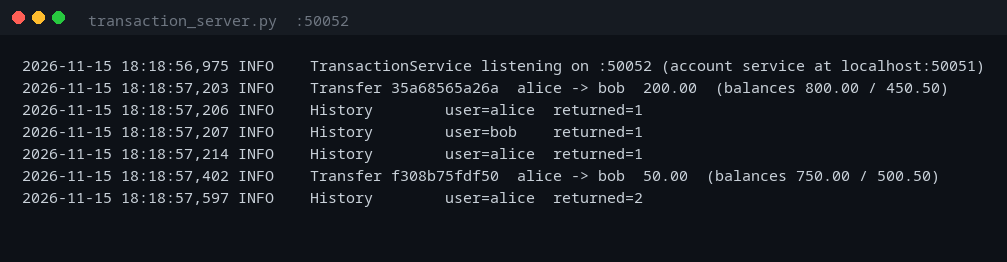 transaction_server.py :50052
2026-11-15 18:18:56,975 INFO TransactionService listening on :50052 (account service at localhost:50051)
2026-11-15 18:18:57,203 INFO Transfer 35a68565a26a alice -> bob 200.00 (balances 800.00 / 450.50)
2026-11-15 18:18:57,206 INFO History user=alice returned=1
2026-11-15 18:18:57,207 INFO History user=bob returned=1
2026-11-15 18:18:57,214 INFO History user=alice returned=1
2026-11-15 18:18:57,402 INFO Transfer f308b75fdf50 alice -> bob 50.00 (balances 750.00 / 500.50)
2026-11-15 18:18:57,597 INFO History user=alice returned=2